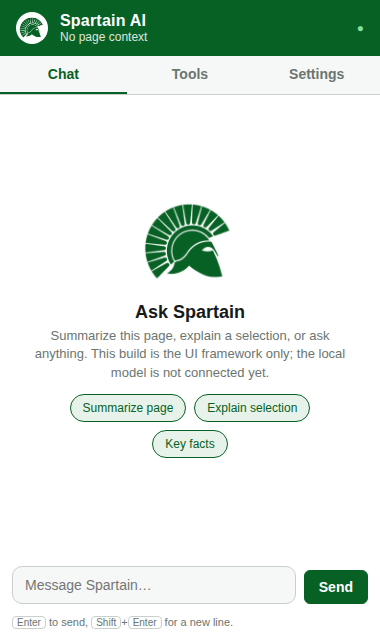 Spartain AI
No page context
Chat
Tools
Settings
Ask Spartain
Summarize this page, explain a selection, or ask
anything. This build is the UI framework only; the local
model is not connected yet.
Summarize page
Explain selection
Key facts
Message Spartain…
Send
Enter to send, Shift+Enter for a new line.